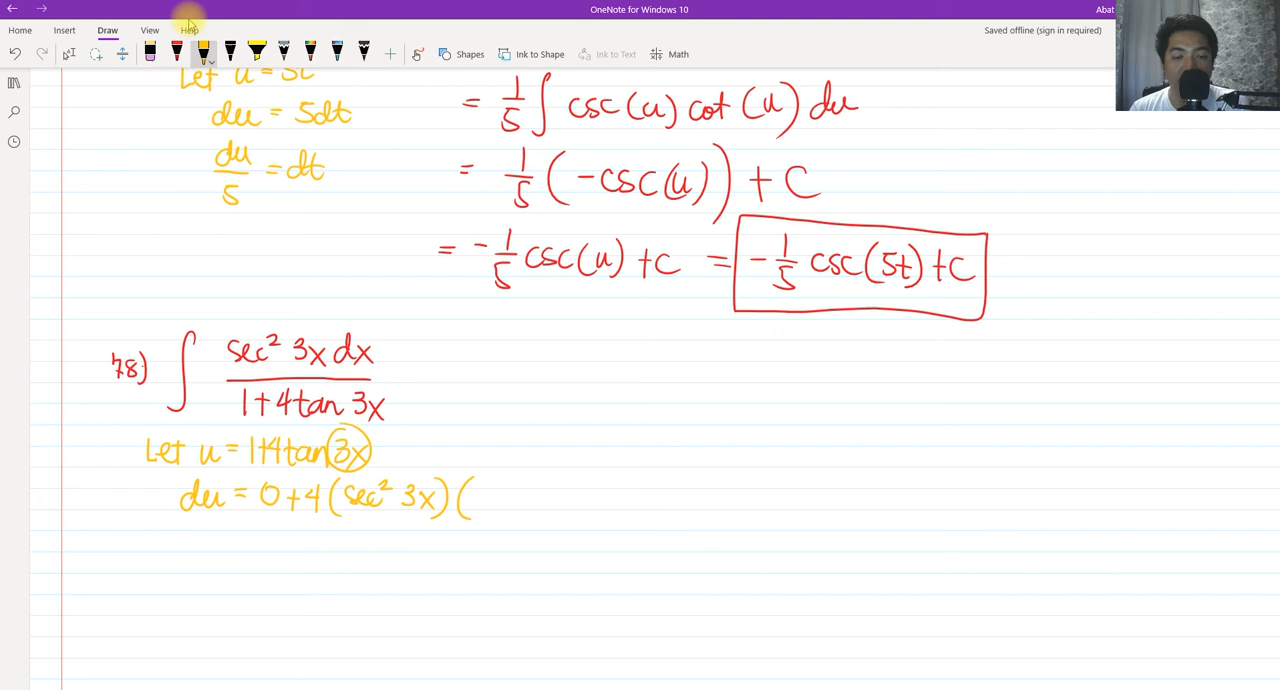 OneNote for Windows 10
Abat
Home Insert Draw View Help
Saved offline (sign in required)
Shapes Ink to Shape Ink to Text Math
Let u = 5t = 1/5 ∫ csc(u) cot(u) du
du = 5dt
du/5 = dt = 1/5 (-csc(u)) + C
= -1/5 csc(u) + C = -1/5 csc(5t) + C
78) ∫ sec² 3x dx / 1+4tan 3x
Let u = 1+4tan 3x
du = 0+4(sec² 3x)(